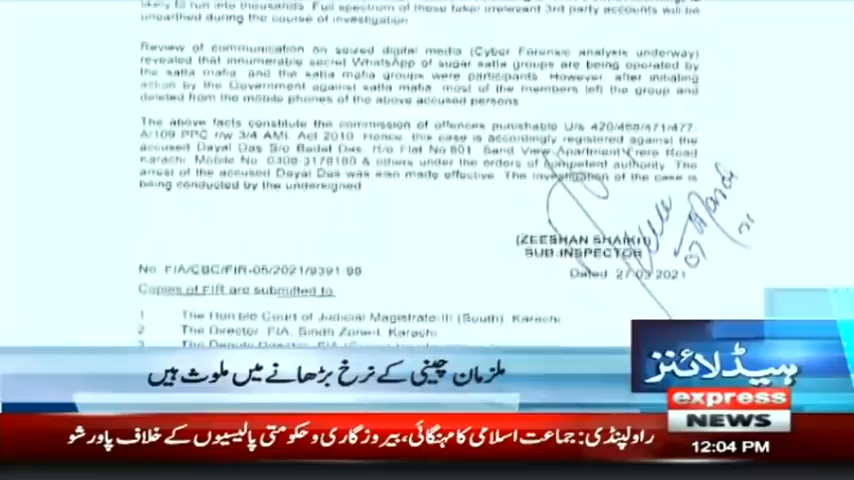 likely to run into thousands. Full spectrum of these faker irrelevant 3rd party accounts will be
unearthed during the course of investigation
Review of communication on seized digital media (Cyber Forensic analysis underway)
revealed that innumerable secret WhatsApp of sugar satta groups are being operated by
the satta mafia, and the satta mafia groups were participants. However, after initiating
action by the Government against satta mafia, most of the members left the group and
deleted from the mobile phones of the above accused persons
The above facts constitute the commission of offences punishable U/s 420/468/471/477-
A/109 PPC r/w 3/4 AML Act 2010. Hence, this case is accordingly registered against the
accused Dayal Das S/o Badal Das, R/o Flat No 801, Sand View Apartment Frere Road
Karachi, Mobile No. 0308-3178180 & others under the orders of competent authority. The
arrest of the accused Dayal Das was also made effective. The investigation of the case is
being conducted by the undersigned
(ZEESHAN SHAIKH)
SUB-INSPECTOR
Dated 27.03.2021
No. FIA/CBC/FIR-05/2021/9391-96
Copies of FIR are submitted to
1 The Hon'ble Court of Judicial Magistrate-III (South), Karachi
2 The Director, FIA, Sindh Zone-I, Karachi
3 The Deputy Director, FIA
ملزمان چینی کے نرخ بڑھانے میں ملوث ہیں
ہیڈلائنز
express
NEWS
راولپنڈی: جماعت اسلامی کا مہنگائی، بیروزگاری و حکومتی پالیسیوں کے خلاف پاور شو
12:04 PM